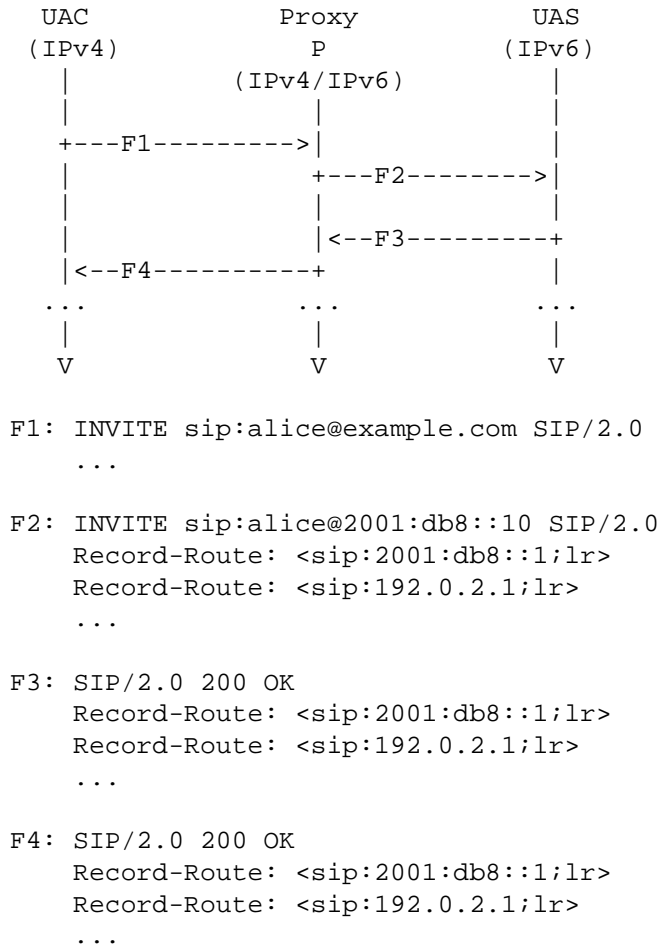 UAC Proxy UAS
(IPv4) P (IPv6)
| (IPv4/IPv6) |
| | |
+---F1--------->| |
| +---F2-------->|
| | |
| |<--F3---------+
|<--F4----------+ |
... ... ...
| | |
V V V
F1: INVITE sip:alice@example.com SIP/2.0
...
F2: INVITE sip:alice@2001:db8::10 SIP/2.0
Record-Route: <sip:2001:db8::1;lr>
Record-Route: <sip:192.0.2.1;lr>
...
F3: SIP/2.0 200 OK
Record-Route: <sip:2001:db8::1;lr>
Record-Route: <sip:192.0.2.1;lr>
...
F4: SIP/2.0 200 OK
Record-Route: <sip:2001:db8::1;lr>
Record-Route: <sip:192.0.2.1;lr>
...